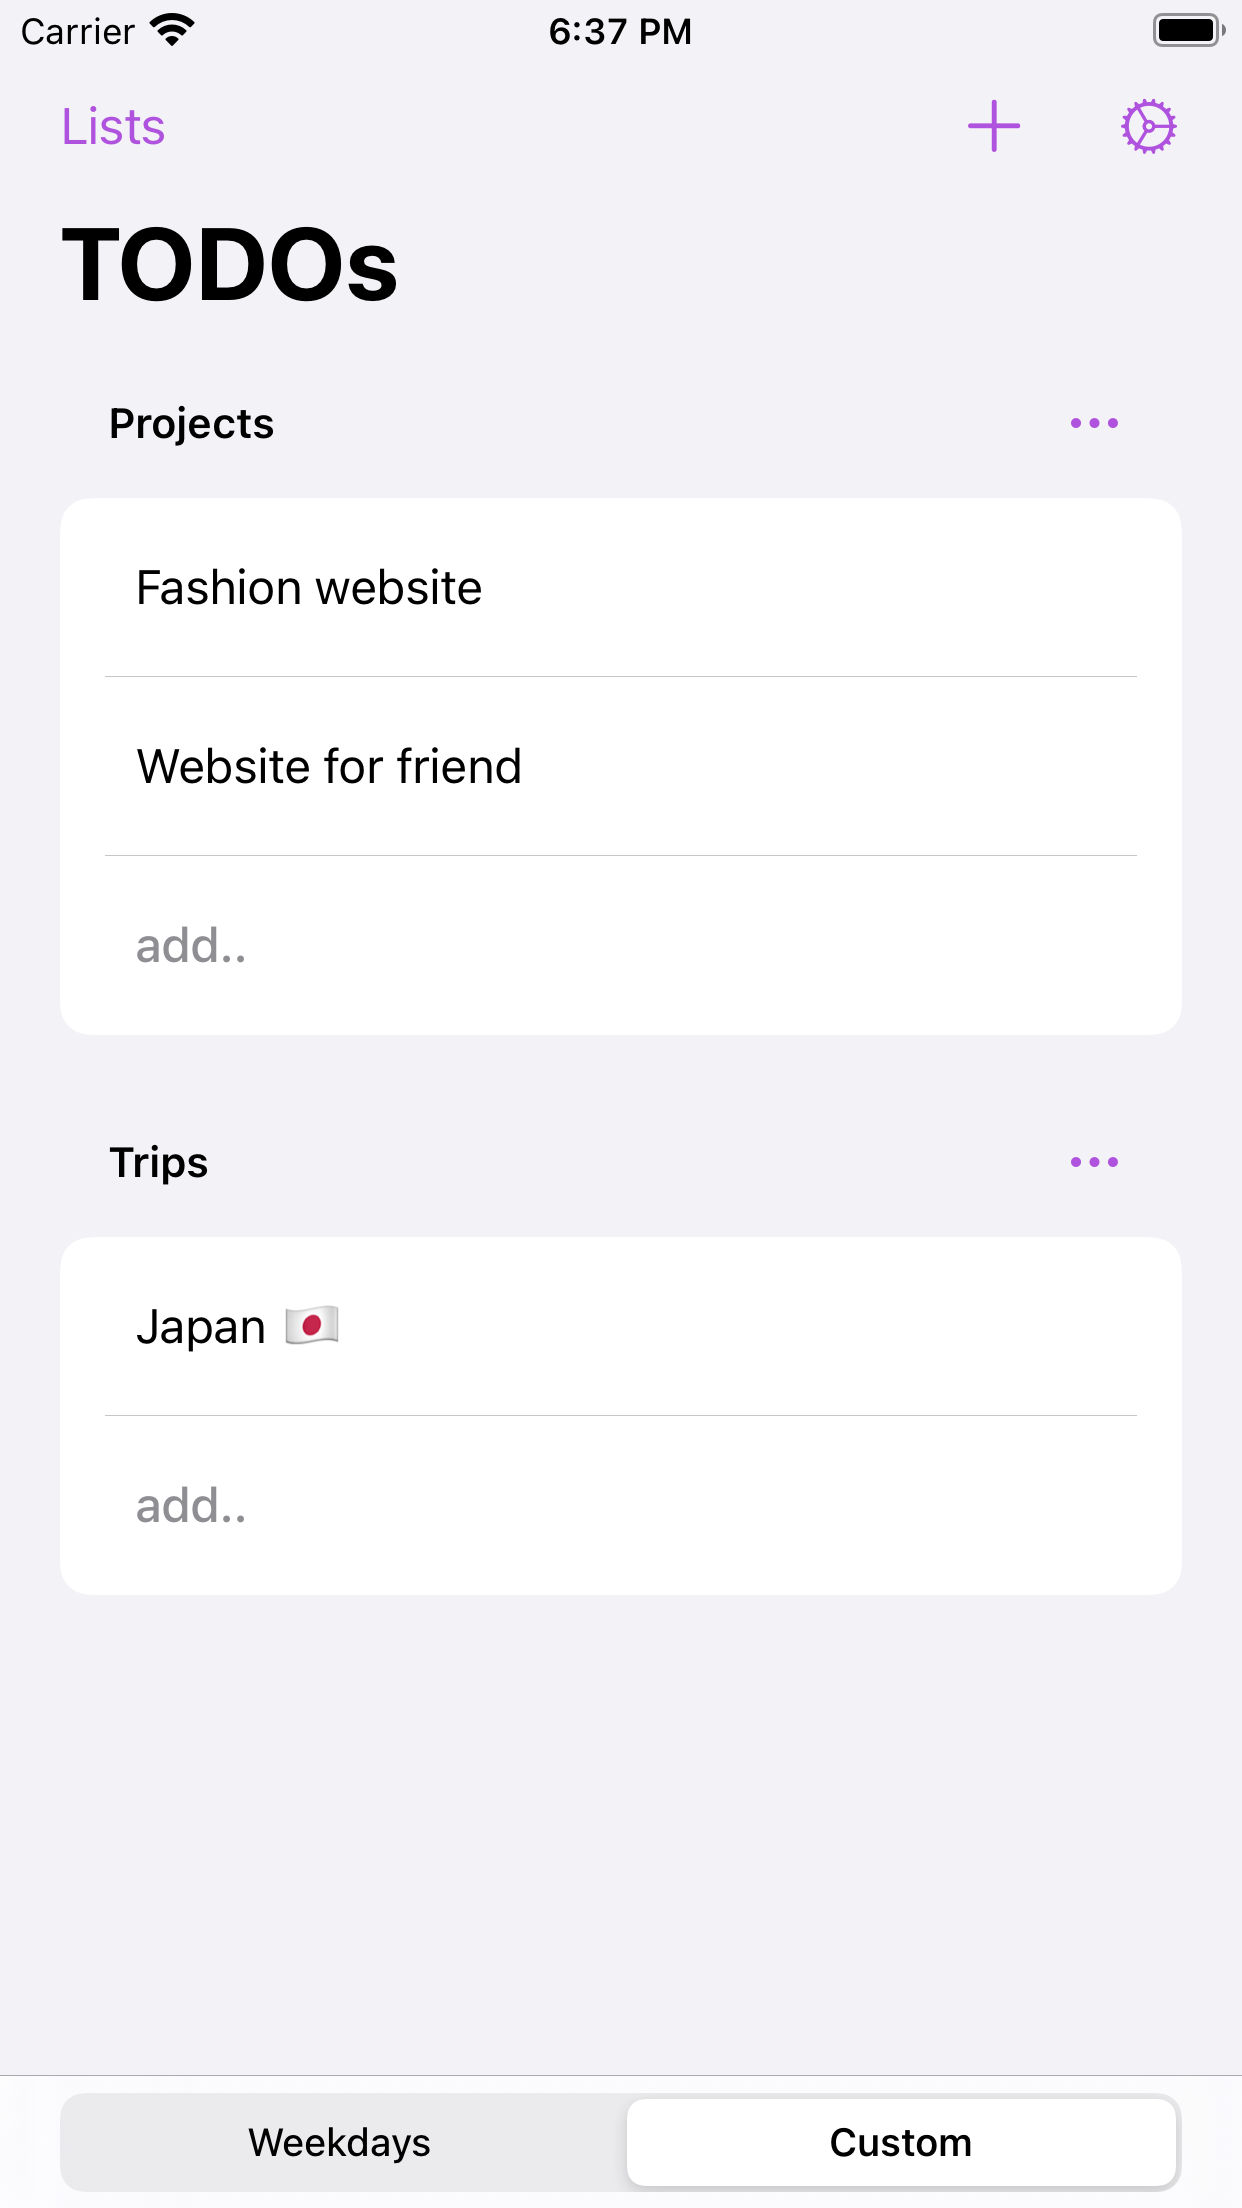 Carrier 6:37 PM
Lists
TODOs
Projects
Fashion website
Website for friend
add..
Trips
Japan 🇯🇵
add..
Weekdays Custom